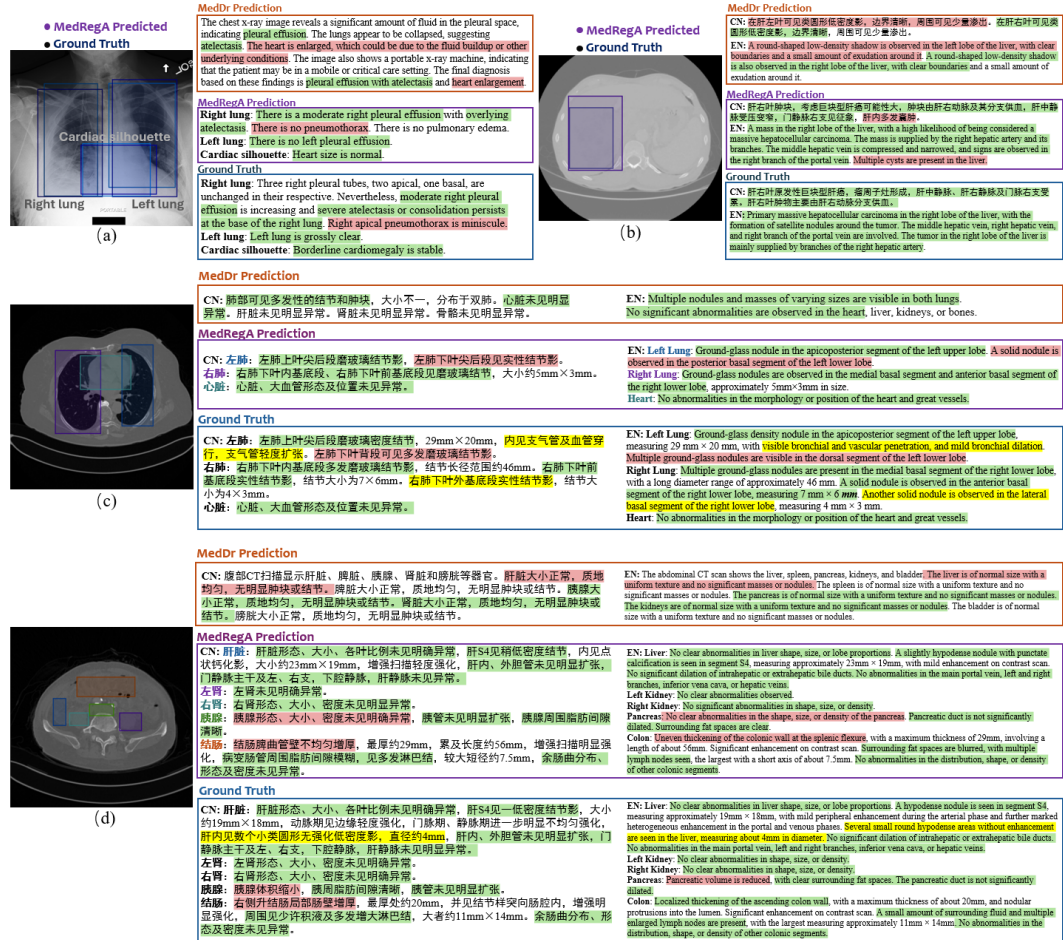 ● MedRegA Predicted
● Ground Truth
Cardiac silhouette
Right lung
Left lung
PORTABLE
(a)
MedDr Prediction
The chest x-ray image reveals a significant amount of fluid in the pleural space,
indicating pleural effusion. The lungs appear to be collapsed, suggesting
atelectasis. The heart is enlarged, which could be due to the fluid buildup or other
underlying conditions. The image also shows a portable x-ray machine, indicating
that the patient may be in a mobile or critical care setting. The final diagnosis
based on these findings is pleural effusion with atelectasis and heart enlargement.
MedRegA Prediction
Right lung: There is a moderate right pleural effusion with overlying
atelectasis. There is no pneumothorax. There is no pulmonary edema.
Left lung: There is no left pleural effusion.
Cardiac silhouette: Heart size is normal.
Ground Truth
Right lung: Three right pleural tubes, two apical, one basal, are
unchanged in their respective. Nevertheless, moderate right pleural
effusion is increasing and severe atelectasis or consolidation persists
at the base of the right lung. Right apical pneumothorax is miniscule.
Left lung: Left lung is grossly clear.
Cardiac silhouette: Borderline cardiomegaly is stable.
● MedRegA Predicted
● Ground Truth
(b)
MedDr Prediction
CN: 在肝左叶可见类圆形低密度影，边界清晰，周围可见少量渗出。在肝右叶可见类
圆形低密度影，边界清晰，周围可见少量渗出。
EN: A round-shaped low-density shadow is observed in the left lobe of the liver, with clear
boundaries and a small amount of exudation around it. A round-shaped low-density shadow
is also observed in the right lobe of the liver, with clear boundaries and a small amount of
exudation around it.
MedRegA Prediction
CN: 肝右叶肿块，考虑巨块型肝癌可能性大，肿块由肝右动脉及其分支供血，肝中静
脉受压变窄，门静脉右支见征象，肝内多发囊肿。
EN: A mass in the right lobe of the liver, with a high likelihood of being considered a
massive hepatocellular carcinoma. The mass is supplied by the right hepatic artery and
its branches. The middle hepatic vein is compressed and narrowed, and signs are observed in
the right branch of the portal vein. Multiple cysts are present in the liver.
Ground Truth
CN: 肝右叶原发性巨块型肝癌，瘤周子灶形成，肝中静脉、肝右静脉及门脉右支受
累。肝右叶肿物主要由肝右动脉分支供血。
EN: Primary massive hepatocellular carcinoma in the right lobe of the liver, with the
formation of satellite nodules around the tumor. The middle hepatic vein, right hepatic vein,
and right branch of the portal vein are involved. The tumor in the right lobe of the liver is
mainly supplied by branches of the right hepatic artery.
(c)
MedDr Prediction
CN: 肺部可见多发性的结节和肿块，大小不一，分布于双肺。心脏未见明显
异常。肝脏未见明显异常。肾脏未见明显异常。骨骼未见明显异常。
EN: Multiple nodules and masses of varying sizes are visible in both lungs.
No significant abnormalities are observed in the heart, liver, kidneys, or bones.
MedRegA Prediction
CN: 左肺：左肺上叶尖后段磨玻璃结节影，左肺下叶尖后段见实性结节影。
右肺：右肺下叶内基底段、右肺下叶前基底段见磨玻璃结节，大小约5mm×3mm。
心脏：心脏、大血管形态及位置未见异常。
EN: Left Lung: Ground-glass nodule in the apicoposterior segment of the left upper lobe. A solid nodule is
observed in the posterior basal segment of the left lower lobe.
Right Lung: Ground-glass nodules are observed in the medial basal segment and anterior basal segment of
the right lower lobe, approximately 5mm×3mm in size.
Heart: No abnormalities in the morphology or position of the heart and great vessels.
Ground Truth
CN: 左肺：左肺上叶尖后段磨玻璃密度结节，29mm×20mm，内见支气管及血管穿
行，支气管轻度扩张。左肺下叶背段可见多发磨玻璃结节影。
右肺：右肺下叶内基底段多发磨玻璃结节影，结节长径范围约46mm。右肺下叶前
基底段实性结节影，结节大小为7×6mm。右肺下叶外基底段实性结节影，结节大
小为4×3mm。
心脏：心脏、大血管形态及位置未见异常。
EN: Left Lung: Ground-glass density nodule in the apicoposterior segment of the left upper lobe,
measuring 29 mm × 20 mm, with visible bronchial and vascular penetration, and mild bronchial dilation.
Multiple ground-glass nodules are visible in the dorsal segment of the left lower lobe.
Right Lung: Multiple ground-glass nodules are present in the medial basal segment of the right lower lobe,
with a long diameter range of approximately 46 mm. A solid nodule is observed in the anterior basal
segment of the right lower lobe, measuring 7 mm × 6 mm. Another solid nodule is observed in the lateral
basal segment of the right lower lobe, measuring 4 mm × 3 mm.
Heart: No abnormalities in the morphology or position of the heart and great vessels.
(d)
MedDr Prediction
CN: 腹部CT扫描显示肝脏、脾脏、胰腺、肾脏和膀胱等器官。肝脏大小正常，质地
均匀，无明显肿块或结节。脾脏大小正常，质地均匀，无明显肿块或结节。胰腺大
小正常，质地均匀，无明显肿块或结节。肾脏大小正常，质地均匀，无明显肿块或结
节。膀胱大小正常，质地均匀，无明显肿块或结节。
EN: The abdominal CT scan shows the liver, spleen, pancreas, kidneys, and bladder. The liver is of normal size with a
uniform texture and no significant masses or nodules. The spleen is of normal size with a uniform texture and no
significant masses or nodules. The pancreas is of normal size with a uniform texture and no significant masses or nodules.
The kidneys are of normal size with a uniform texture and no significant masses or nodules. The bladder is of normal
size with a uniform texture and no significant masses or nodules.
MedRegA Prediction
CN: 肝脏：肝脏形态、大小、各叶比例未见明确异常，肝S4见稍低密度结节，内见点
状钙化影，大小约23mm×19mm，增强扫描轻度强化，肝内、外胆管未见明显扩张，
门静脉主干及左、右支，下腔静脉，肝静脉未见异常。
左肾：左肾未见明确异常。
右肾：右肾形态、大小、密度未见异常。
胰腺：胰腺形态、大小、密度未见明确异常，胰管未见明显扩张，胰腺周围脂肪间隙
清晰。
结肠：结肠脾曲管壁不均匀增厚，最厚约29mm，累及长度约56mm，增强扫描明显强
化，病变肠管周围脂肪间隙模糊，见多发淋巴结，较大短径约7.5mm，余结肠分布、
形态及密度未见异常。
EN: Liver: No clear abnormalities in liver shape, size, or lobe proportions. A slightly hypodense nodule with punctate
calcification is seen in segment S4, measuring approximately 23mm × 19mm, with mild enhancement on contrast scan.
No significant dilation of intrahepatic or extrahepatic bile ducts. No abnormalities in the main portal vein, left and right
branches, inferior vena cava, or hepatic veins.
Left Kidney: No clear abnormalities observed.
Right Kidney: No significant abnormalities in shape, size, or density.
Pancreas: No clear abnormalities in the shape, size, or density of the pancreas. Pancreatic duct is not significantly
dilated. Surrounding fat spaces are clear.
Colon: Uneven thickening of the colonic wall at the splenic flexure, with a maximum thickness of 29mm, involving a
length of about 56mm. Significant enhancement on contrast scan. Surrounding fat spaces are blurred, with multiple
lymph nodes seen, the largest with a short axis of about 7.5mm. No abnormalities in the distribution, shape, or density
of other colonic segments.
Ground Truth
CN: 肝脏：肝脏形态、大小、各叶比例未见明确异常，肝S4见一低密度结节影，大小
约19mm×18mm，动脉期见边缘轻度强化，门脉期、静脉期进一步明显不均匀强化，
肝内见数个小类圆形无强化低密度影，直径约4mm，肝内、外胆管未见明显扩张，门
静脉主干及左、右支，下腔静脉，肝静脉未见明显异常。
左肾：左肾形态、大小、密度未见明确异常。
右肾：右肾形态、大小、密度未见异常。
胰腺：胰腺体积缩小，胰周脂肪间隙清晰，胰管未见明显扩张。
结肠：右侧升结肠局部肠壁增厚，最厚处约20mm，并见结节样突向肠腔内，增强明
显强化，周围见少许积液及多发增大淋巴结，大者约11mm×14mm。余结肠分布、形
态及密度未见异常。
EN: Liver: No clear abnormalities in liver shape, size, or lobe proportions. A hypodense nodule is seen in segment S4,
measuring approximately 19mm × 18mm, with mild peripheral enhancement during the arterial phase and further marked
heterogeneous enhancement in the portal and venous phases. Several small round hypodense areas without enhancement
are seen in the liver, measuring about 4mm in diameter. No significant dilation of intrahepatic or extrahepatic bile ducts.
No abnormalities in the main portal vein, left and right branches, inferior vena cava, or hepatic veins.
Left Kidney: No clear abnormalities in shape, size, or density.
Right Kidney: No clear abnormalities in shape, size, or density.
Pancreas: Pancreatic volume is reduced, with clear surrounding fat spaces. The pancreatic duct is not significantly
dilated.
Colon: Localized thickening of the ascending colon wall, with a maximum thickness of about 20mm, and nodular
protrusions into the lumen. Significant enhancement on contrast scan. A small amount of surrounding fluid and multiple
enlarged lymph nodes are present, with the largest measuring approximately 11mm × 14mm. No abnormalities in the
distribution, shape, or density of other colonic segments.